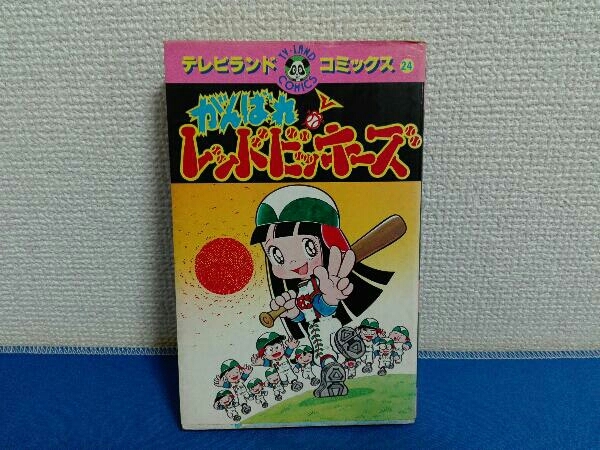 テレビランド
TV-LAND
COMICS
コミックス 24
がんばれ
レッドビッキーズ